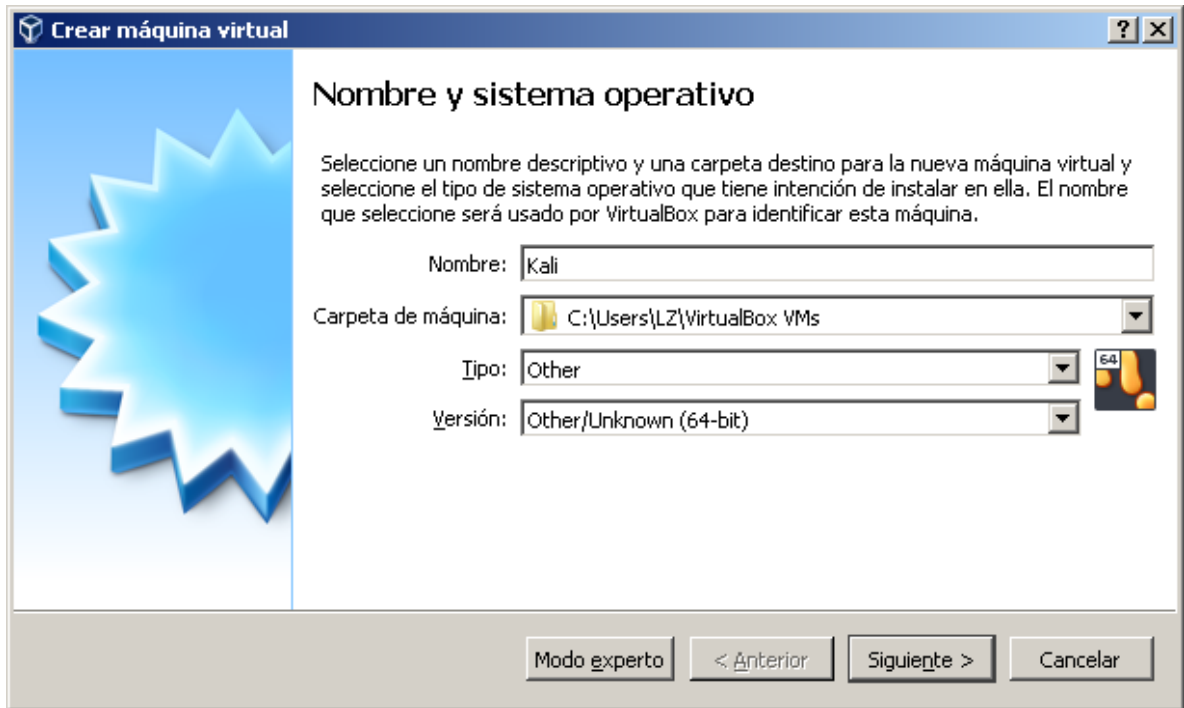 Crear máquina virtual
Nombre y sistema operativo
Seleccione un nombre descriptivo y una carpeta destino para la nueva máquina virtual y
seleccione el tipo de sistema operativo que tiene intención de instalar en ella. El nombre
que seleccione será usado por VirtualBox para identificar esta máquina.
Nombre: Kali
Carpeta de máquina: C:\Users\LZ\VirtualBox VMs
Tipo: Other
64
Versión: Other/Unknown (64-bit)
Modo experto < Anterior Siguiente > Cancelar